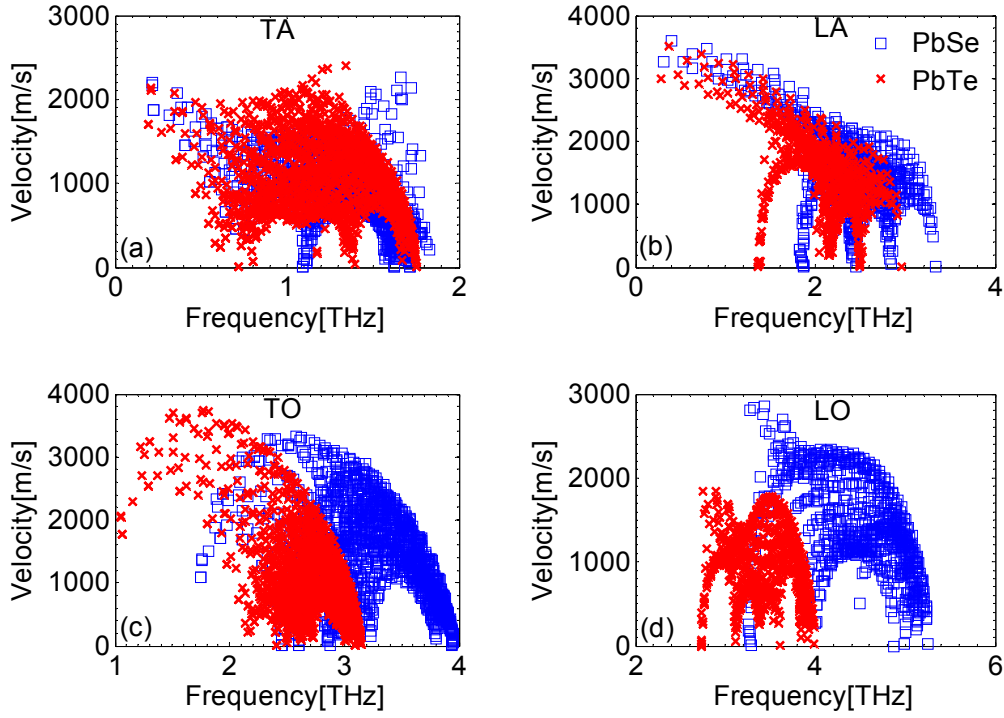 TA
Velocity[m/s]
3000
2000
1000
0
(a)
0
1
2
Frequency[THz]
LA
PbSe
PbTe
Velocity[m/s]
4000
3000
2000
1000
0
(b)
0
2
4
Frequency[THz]
TO
Velocity[m/s]
4000
3000
2000
1000
0
(c)
1
2
3
4
Frequency[THz]
LO
Velocity[m/s]
3000
2000
1000
0
(d)
2
4
6
Frequency[THz]